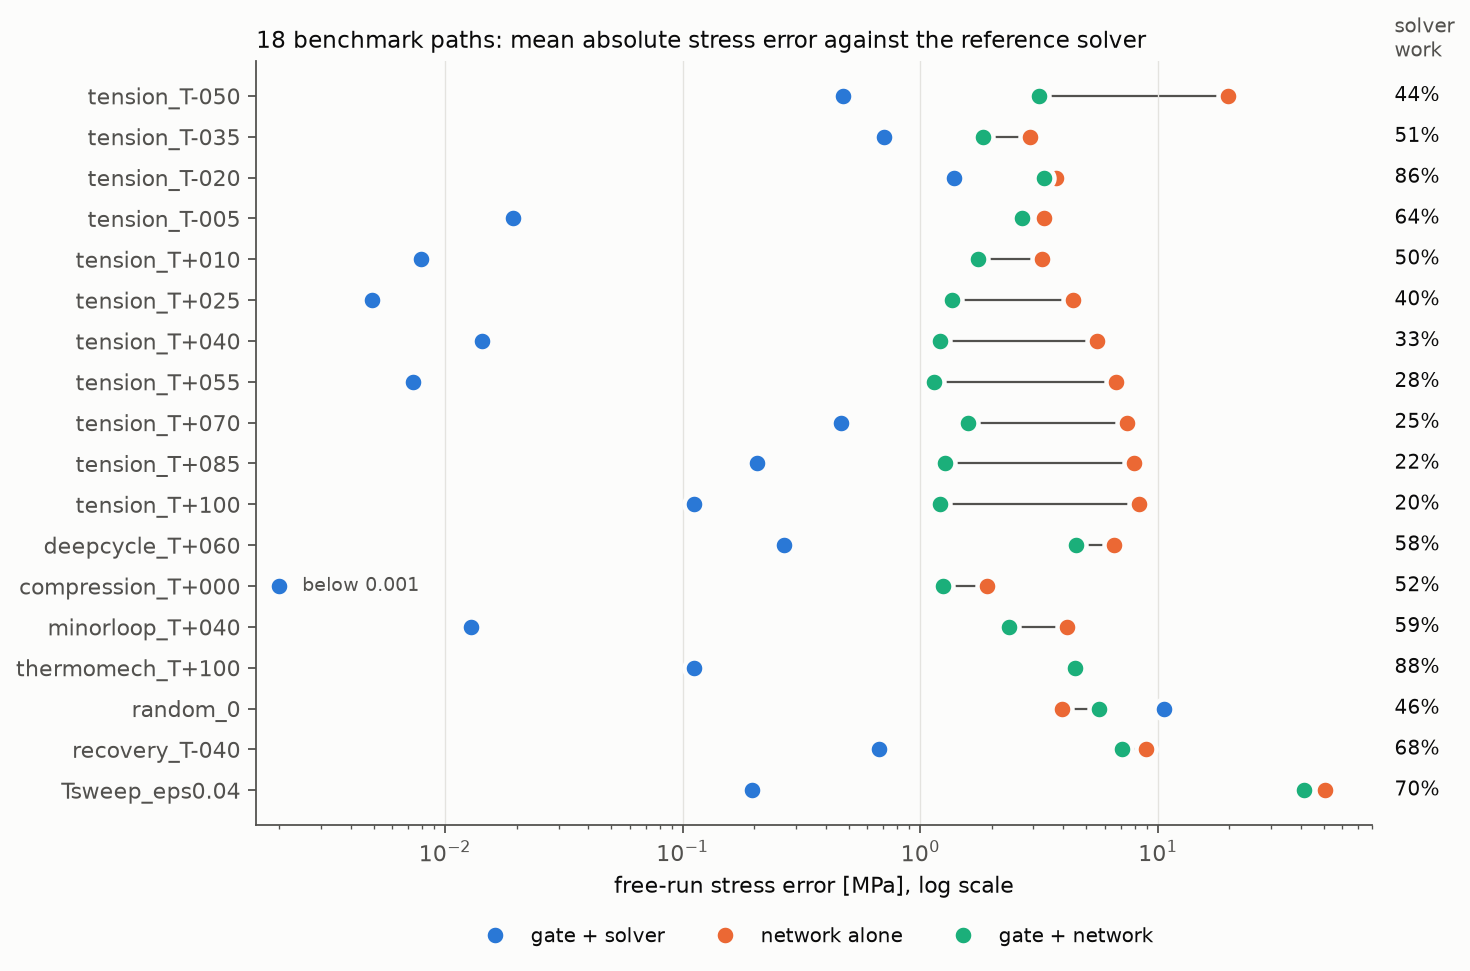 solver
work
18 benchmark paths: mean absolute stress error against the reference solver
tension_T-050 44%
tension_T-035 51%
tension_T-020 86%
tension_T-005 64%
tension_T+010 50%
tension_T+025 40%
tension_T+040 33%
tension_T+055 28%
tension_T+070 25%
tension_T+085 22%
tension_T+100 20%
deepcycle_T+060 58%
compression_T+000 below 0.001 52%
minorloop_T+040 59%
thermomech_T+100 88%
random_0 46%
recovery_T-040 68%
Tsweep_eps0.04 70%
10⁻² 10⁻¹ 10⁰ 10¹
free-run stress error [MPa], log scale
gate + solver network alone gate + network